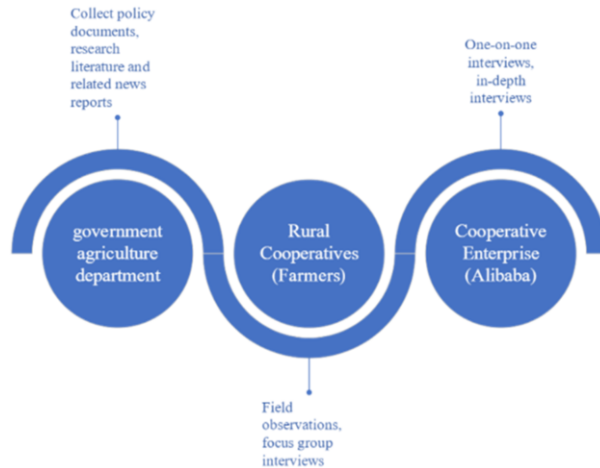 Collect policy
documents,
research
literature and
related news
reports
One-on-one
interviews,
in-depth
interviews
government
agriculture
department
Rural
Cooperatives
(Farmers)
Cooperative
Enterprise
(Alibaba)
Field
observations,
focus group
interviews